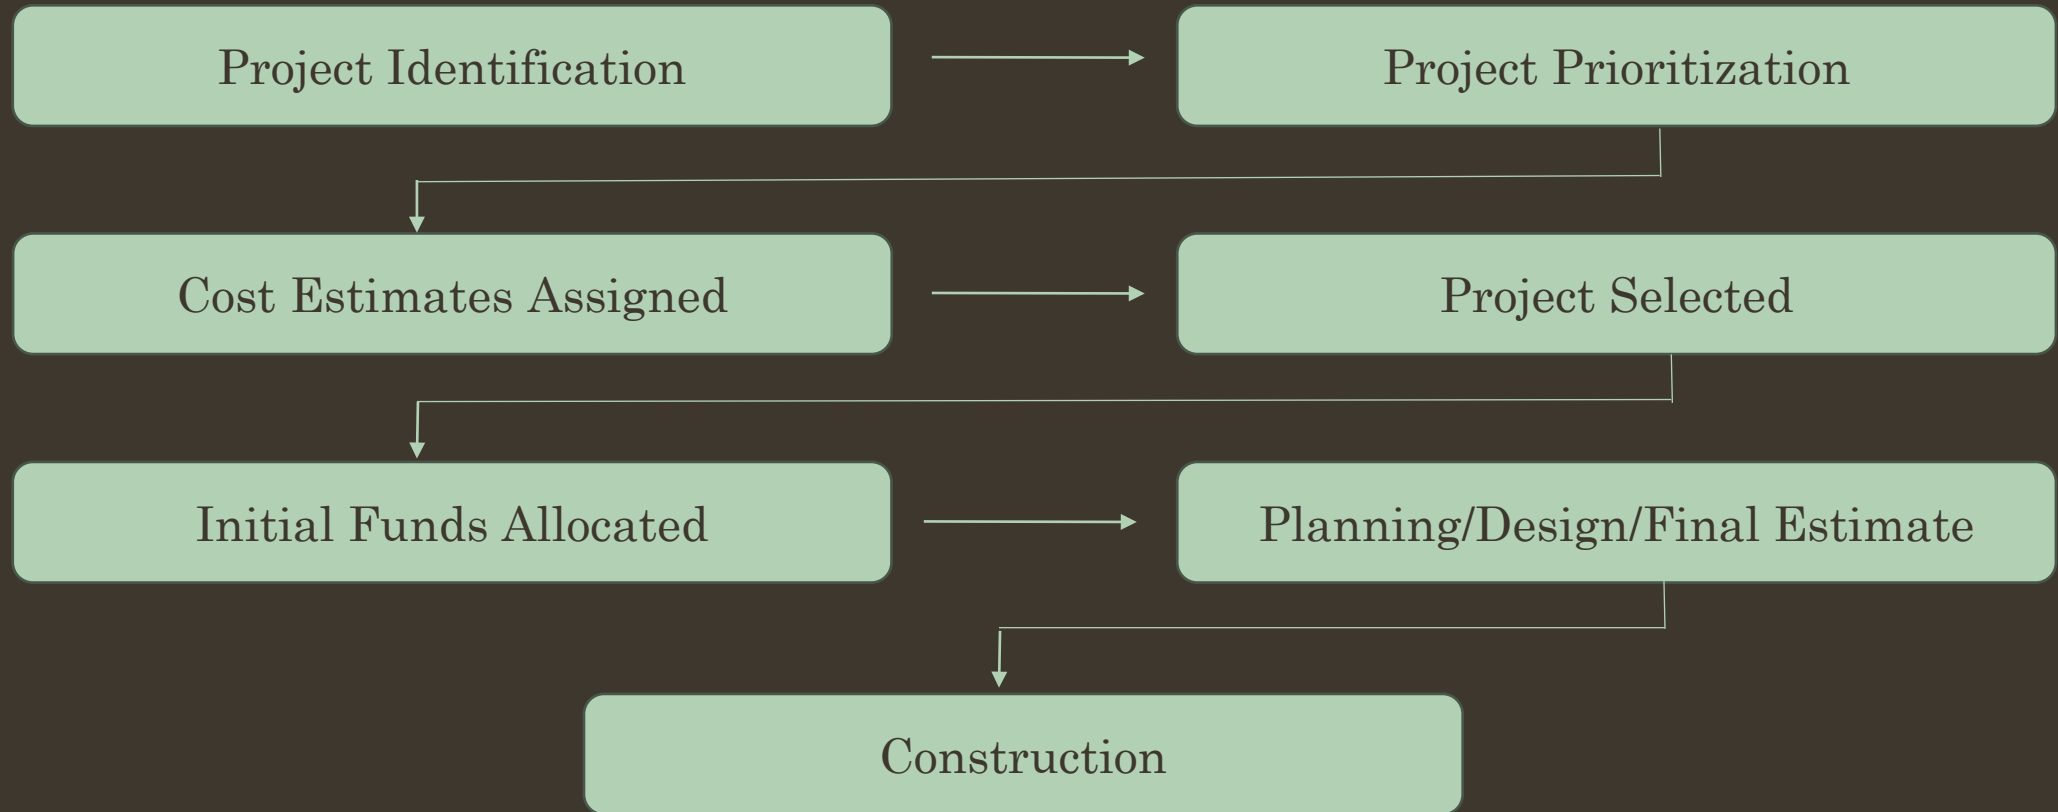 Project Identification
Project Prioritization
Cost Estimates Assigned
Project Selected
Initial Funds Allocated
Planning/Design/Final Estimate
Construction